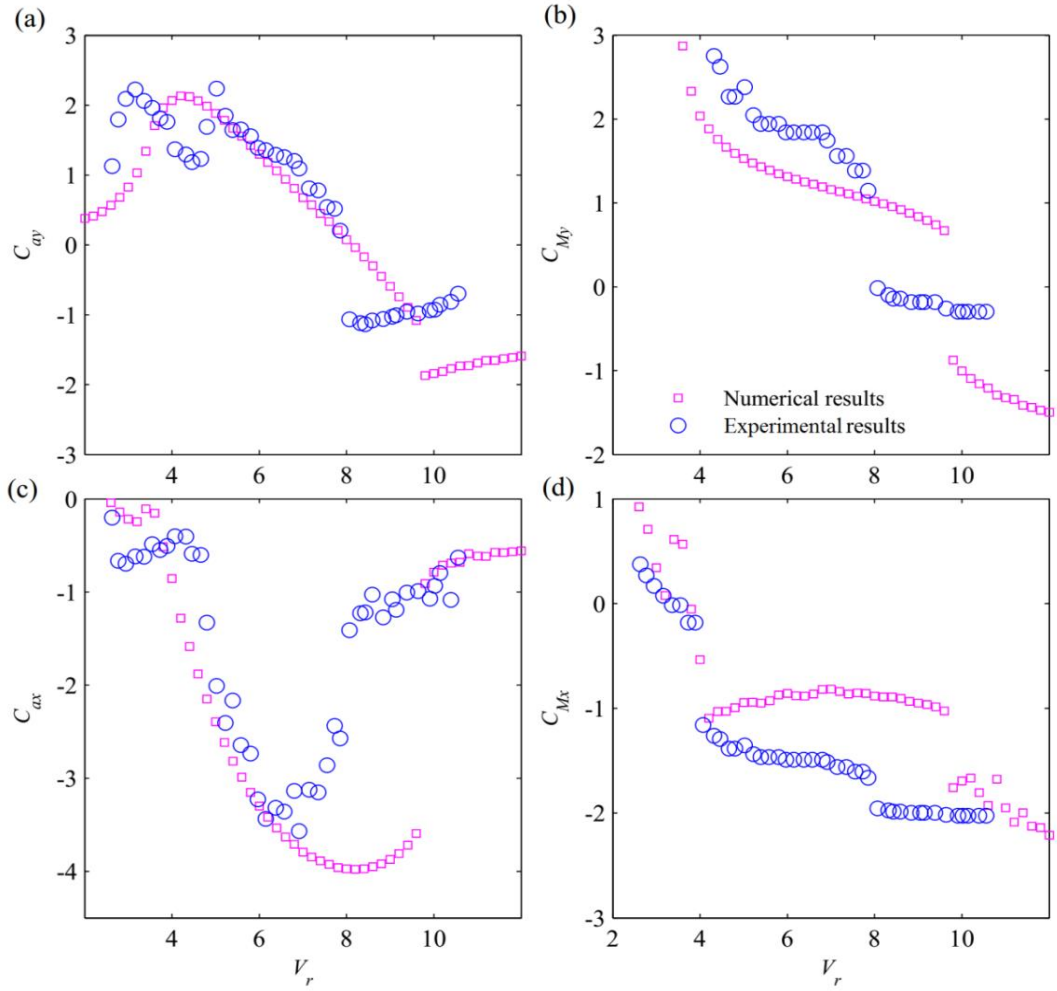 (a)
3
2
1
0
-1
-2
-3
C_ay
4 6 8 10
(b)
3
2
1
0
-1
-2
C_My
4 6 8 10
Numerical results
Experimental results
(c)
0
-1
-2
-3
-4
C_ax
4 6 8 10
V_r
(d)
1
0
-1
-2
-3
C_Mx
2 4 6 8 10
V_r